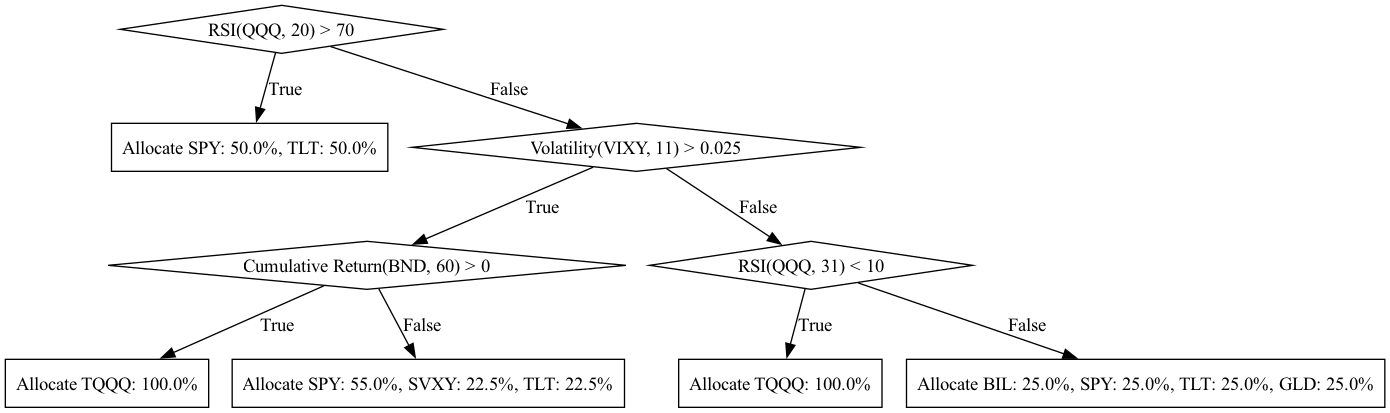 RSI(QQQ, 20) > 70
True
False
Allocate SPY: 50.0%, TLT: 50.0%
Volatility(VIXY, 11) > 0.025
True
False
Cumulative Return(BND, 60) > 0
RSI(QQQ, 31) < 10
True
False
True
False
Allocate TQQQ: 100.0%
Allocate SPY: 55.0%, SVXY: 22.5%, TLT: 22.5%
Allocate TQQQ: 100.0%
Allocate BIL: 25.0%, SPY: 25.0%, TLT: 25.0%, GLD: 25.0%